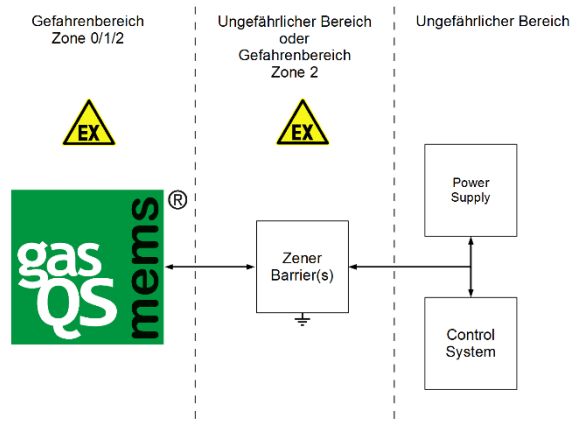 Gefahrenbereich
Zone 0/1/2
Ungefährlicher Bereich
oder
Gefahrenbereich
Zone 2
Ungefährlicher Bereich
EX
EX
gas
QS
mems
®
Zener
Barrier(s)
Power
Supply
Control
System